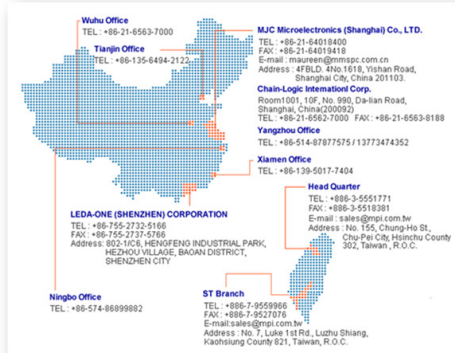 Wuhu Office
TEL : +86-21-6563-7000
Tianjin Office
TEL : +86-135-6494-2122
MJC Microelectronics (Shanghai) Co., LTD.
TEL : +86-21-64018400
FAX : +86-21-64019418
E-mail : maureen@mmspc.com.cn
Address : 4FBLD. 4No.1618, Yishan Road,
Shanghai City, China 201103.
Chain-Logic Intemationl Corp.
Room1001, 10F, No. 990, Da-lian Road,
Shanghai, China(200092)
TEL : +86-21-6562-7000 FAX : +86-21-6563-8188
Yangzhou Office
TEL : +86-514-87877575 / 13773474352
Xiamen Office
TEL : +86-139-5017-7404
Head Quarter
TEL : +886-3-5551771
FAX : +886-3-5518381
E-mail : sales@mpi.com.tw
Address : No. 155, Chung-Ho St.,
Chu-Pei City, Hsinchu County
302, Taiwan , R.O.C.
LEDA-ONE (SHENZHEN) CORPORATION
TEL : +86-755-2732-5166
FAX : +86-755-2737-5766
Address: 802-1/C6, HENGFENG INDUSTRIAL PARK,
HEZHOU VILLAGE, BAOAN DISTRICT,
SHENZHEN CITY
Ningbo Office
TEL : +86-574-86899882
ST Branch
TEL : +886-7-9559966
FAX : +886-7-9527076
E-mail:sales@mpi.com.tw
Address : No. 7, Luke 1st Rd., Luzhu Shiang,
Kaohsiung County 821, Taiwan, R.O.C.